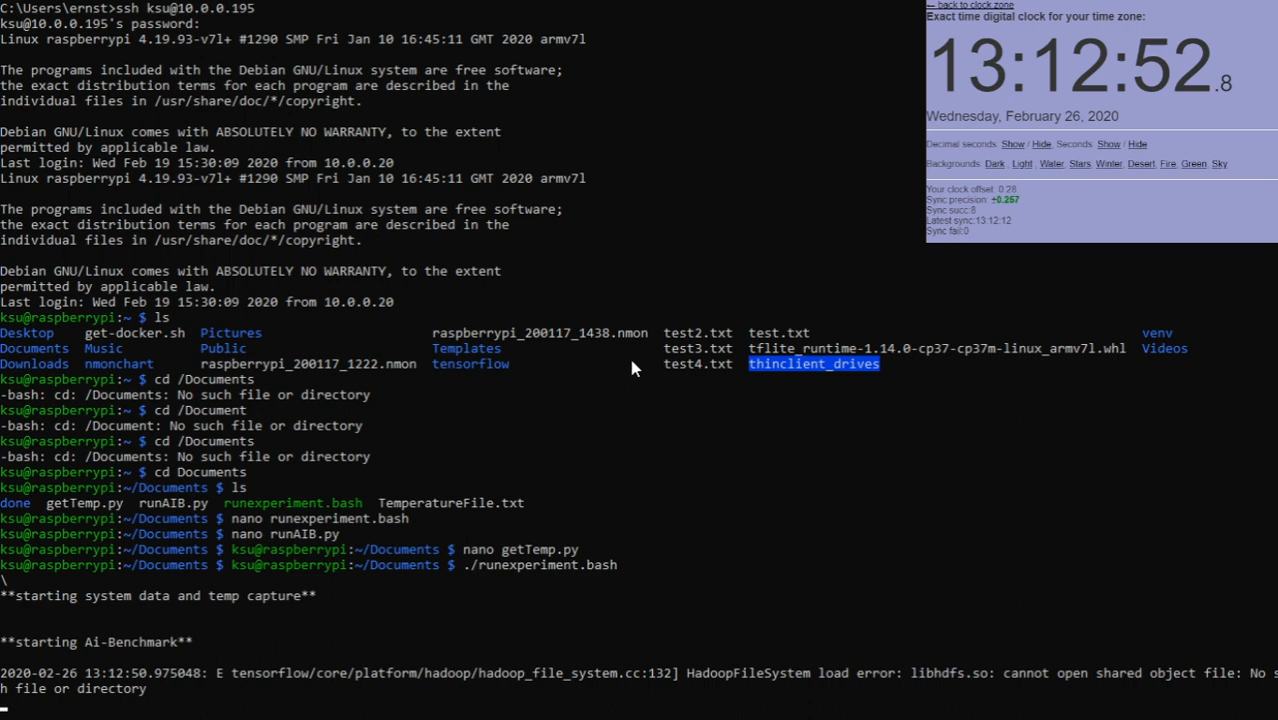 C:\Users\ernst>ssh ksu@10.0.0.195
ksu@10.0.0.195's password:
Linux raspberrypi 4.19.93-v7l+ #1290 SMP Fri Jan 10 16:45:11 GMT 2020 armv7l
The programs included with the Debian GNU/Linux system are free software;
the exact distribution terms for each program are described in the
individual files in /usr/share/doc/*/copyright.
Debian GNU/Linux comes with ABSOLUTELY NO WARRANTY, to the extent
permitted by applicable law.
Last login: Wed Feb 19 15:30:09 2020 from 10.0.0.20
Linux raspberrypi 4.19.93-v7l+ #1290 SMP Fri Jan 10 16:45:11 GMT 2020 armv7l
The programs included with the Debian GNU/Linux system are free software;
the exact distribution terms for each program are described in the
individual files in /usr/share/doc/*/copyright.
Debian GNU/Linux comes with ABSOLUTELY NO WARRANTY, to the extent
permitted by applicable law.
Last login: Wed Feb 19 15:30:09 2020 from 10.0.0.20
ksu@raspberrypi:~ $ ls
Desktop get-docker.sh Pictures raspberrypi_200117_1438.nmon test2.txt test.txt venv
Documents Music Public Templates test3.txt tflite_runtime-1.14.0-cp37-cp37m-linux_armv7l.whl Videos
Downloads nmonchart raspberrypi_200117_1222.nmon tensorflow test4.txt thinclient_drives
ksu@raspberrypi:~ $ cd /Documents
-bash: cd: /Documents: No such file or directory
ksu@raspberrypi:~ $ cd /Document
-bash: cd: /Document: No such file or directory
ksu@raspberrypi:~ $ cd /Documents
-bash: cd: /Documents: No such file or directory
ksu@raspberrypi:~ $ cd Documents
ksu@raspberrypi:~/Documents $ ls
done getTemp.py runAIB.py runexperiment.bash TemperatureFile.txt
ksu@raspberrypi:~/Documents $ nano runexperiment.bash
ksu@raspberrypi:~/Documents $ nano runAIB.py
ksu@raspberrypi:~/Documents $ ksu@raspberrypi:~/Documents $ nano getTemp.py
ksu@raspberrypi:~/Documents $ ksu@raspberrypi:~/Documents $ ./runexperiment.bash
\
**starting system data and temp capture**
**starting Ai-Benchmark**
2020-02-26 13:12:50.975048: E tensorflow/core/platform/hadoop/hadoop_file_system.cc:132] HadoopFileSystem load error: libhdfs.so: cannot open shared object file: No s
h file or directory
← back to clock zone
Exact time digital clock for your time zone:
13:12:52.8
Wednesday, February 26, 2020
Decimal seconds: Show / Hide, Seconds: Show / Hide
Backgrounds: Dark , Light , Water, Stars, Winter, Desert, Fire, Green, Sky
Your clock offset: 0.28
Sync precision: ±0.257
Sync succ:8
Latest sync:13:12:12
Sync fail:0